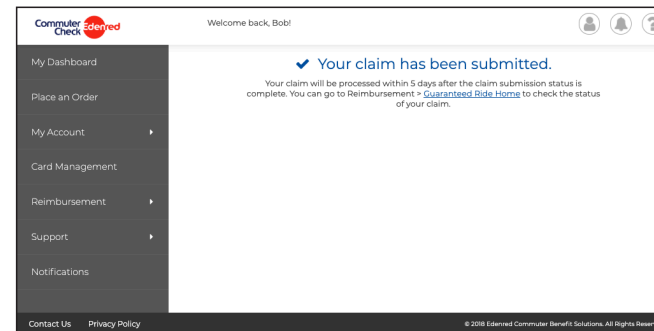 Commuter Check Edenred
Welcome back, Bob!
My Dashboard
Place an Order
My Account
Card Management
Reimbursement
Support
Notifications
✔ Your claim has been submitted.
Your claim will be processed within 5 days after the claim submission status is
complete. You can go to Reimbursement > Guaranteed Ride Home to check the status
of your claim.
Contact Us Privacy Policy
© 2018 Edenred Commuter Benefit Solutions. All Rights Reser